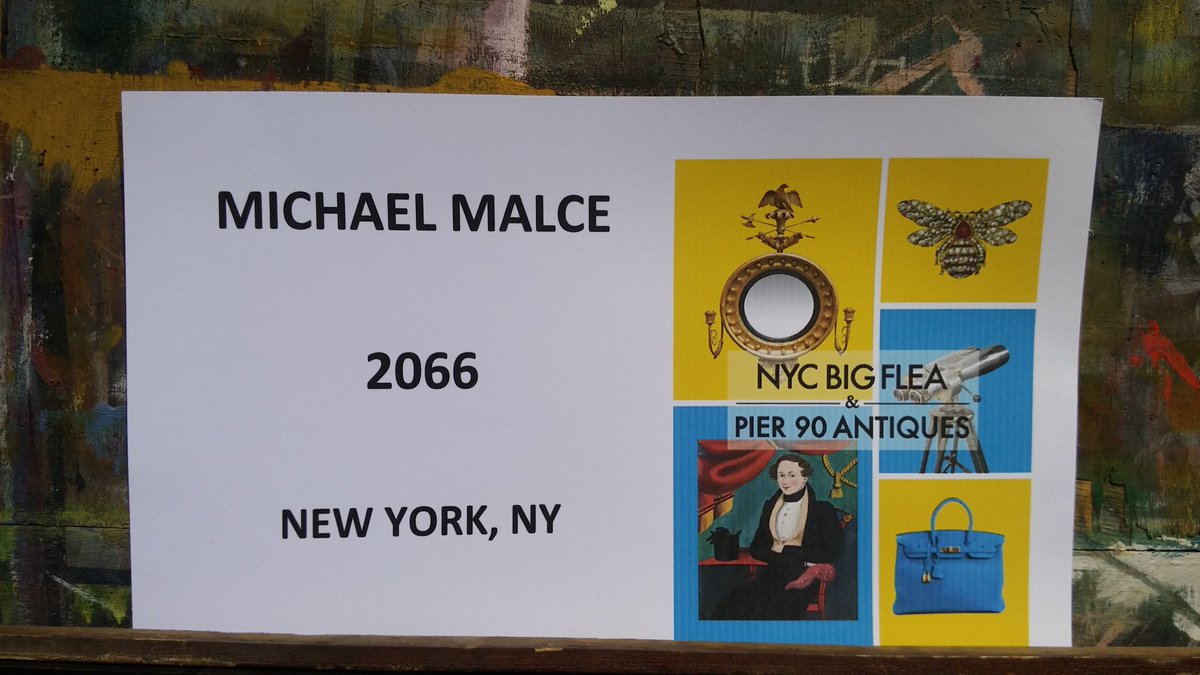 MICHAEL MALCE
2066
NEW YORK, NY
NYC BIG FLEA
&
PIER 90 ANTIQUES